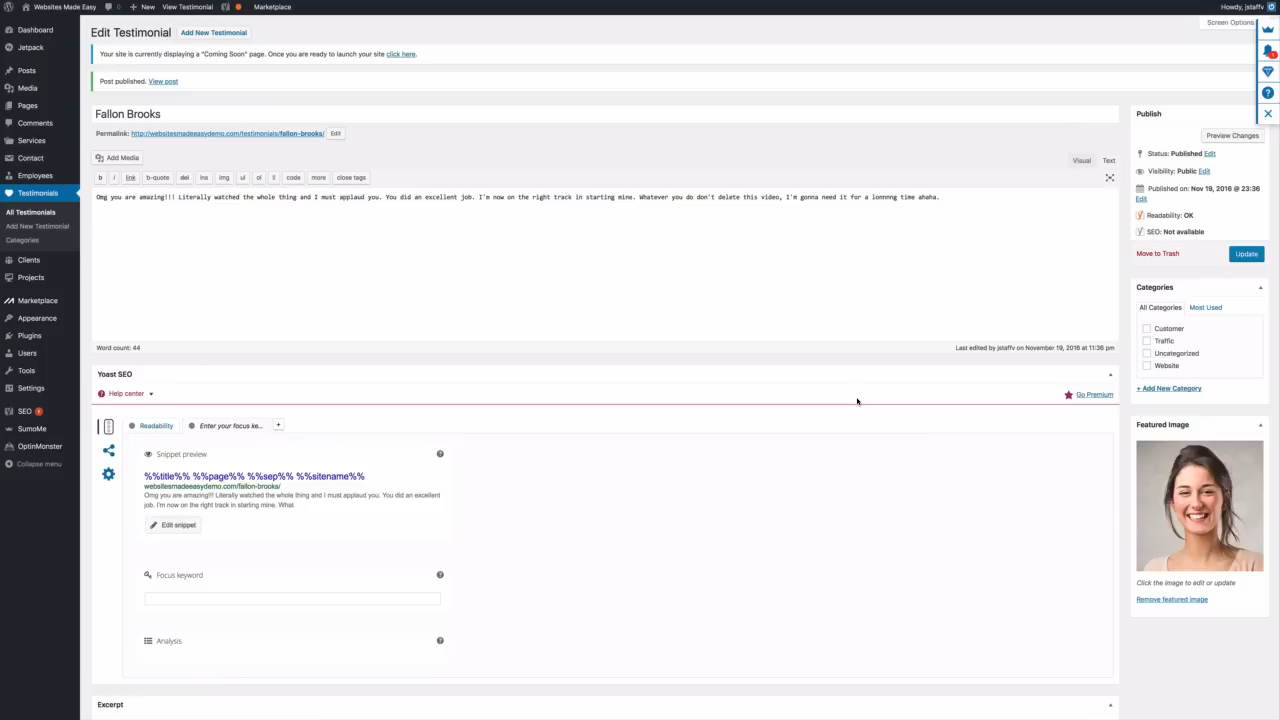 Websites Made Easy 0 + New View Testimonial Marketplace Howdy, jstaffv
Dashboard
Jetpack
Posts
Media
Pages
Comments
Services
Contact
Employees
Testimonials
All Testimonials
Add New Testimonial
Categories
Clients
Projects
Marketplace
Appearance
Plugins
Users
Tools
Settings
SEO 1
SumoMe
OptinMonster
Collapse menu
Screen Options
Edit Testimonial Add New Testimonial
Your site is currently displaying a "Coming Soon" page. Once you are ready to launch your site click here.
Post published. View post
Fallon Brooks
Permalink: http://websitesmadeeasydemo.com/testimonials/fallon-brooks/ Edit
Add Media Visual Text
b i link b-quote del ins img ul ol li code more close tags
Omg you are amazing!!! Literally watched the whole thing and I must applaud you. You did an excellent job. I'm now on the right track in starting mine. Whatever you do don't delete this video, I'm gonna need it for a lonnnng time ahaha.
Word count: 44 Last edited by jstaffv on November 19, 2016 at 11:36 pm
Yoast SEO
Help center Go Premium
Readability Enter your focus ke... +
Snippet preview
%%title%% %%page%% %%sep%% %%sitename%%
websitesmadeeasydemo.com/fallon-brooks/
Omg you are amazing!!! Literally watched the whole thing and I must applaud you. You did an excellent
job. I'm now on the right track in starting mine. What
Edit snippet
Focus keyword
Analysis
Excerpt
Publish
Preview Changes
Status: Published Edit
Visibility: Public Edit
Published on: Nov 19, 2016 @ 23:36
Edit
Readability: OK
SEO: Not available
Move to Trash Update
Categories
All Categories Most Used
Customer
Traffic
Uncategorized
Website
+ Add New Category
Featured Image
Click the image to edit or update
Remove featured image